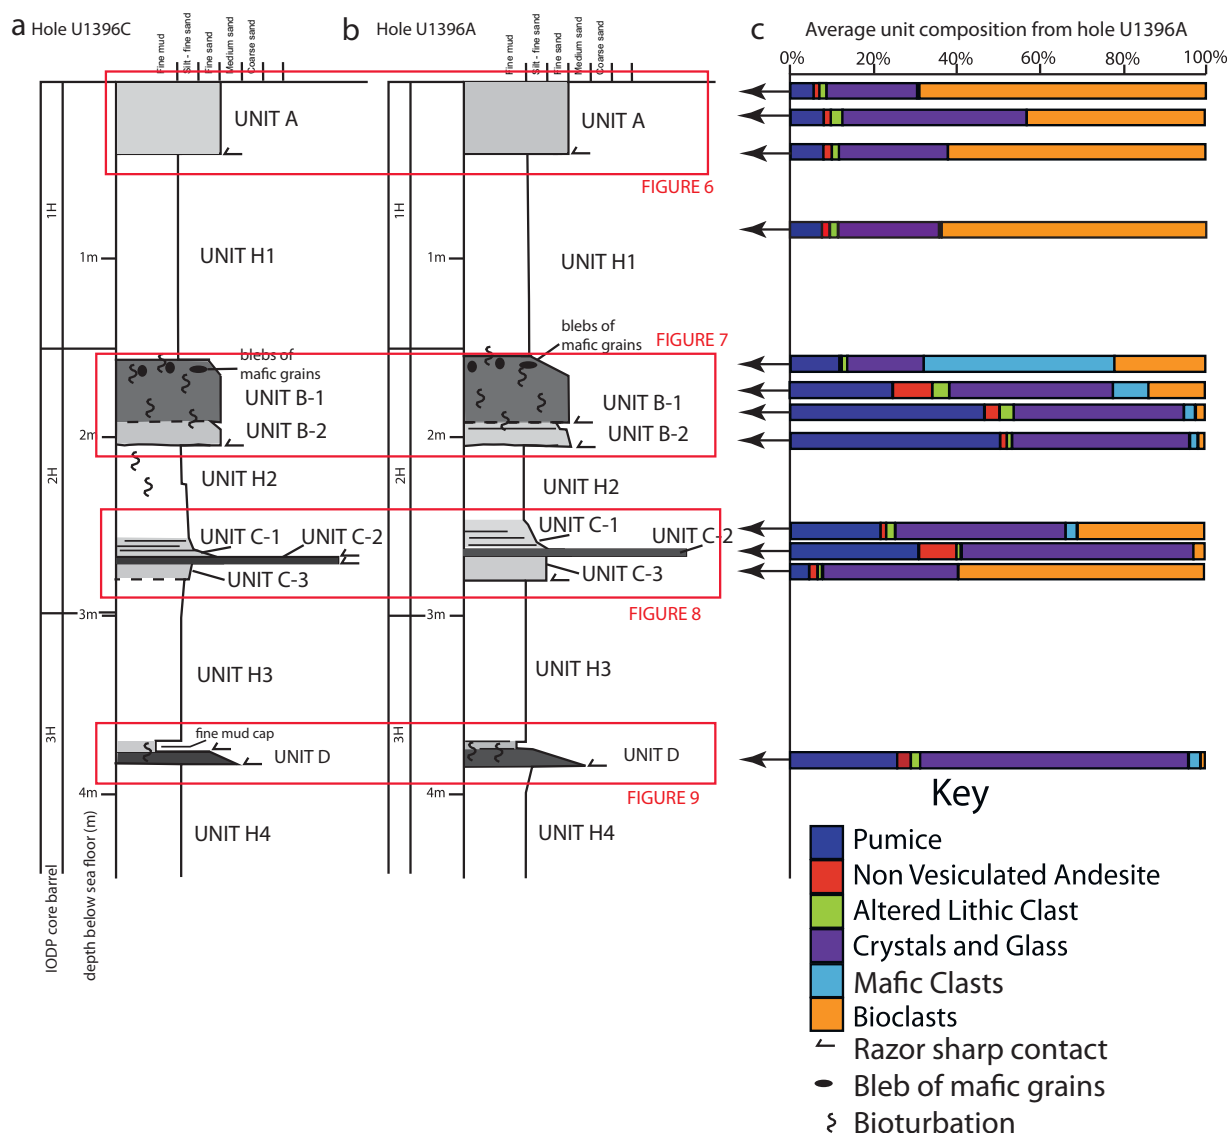 a Hole U1396C
Fine mud
Silt - fine sand
Fine sand
Medium sand
Coarse sand
b Hole U1396A
Fine mud
Silt - fine sand
Fine sand
Medium sand
Coarse sand
c Average unit composition from hole U1396A
0% 20% 40% 60% 80% 100%
UNIT A
UNIT A
FIGURE 6
1H
1H
UNIT H1
1m
UNIT H1
1m
FIGURE 7
blebs of
mafic grains
blebs of
mafic grains
UNIT B-1
UNIT B-1
UNIT B-2
UNIT B-2
2m
2m
2H
2H
UNIT H2
UNIT H2
UNIT C-1
UNIT C-2
UNIT C-3
UNIT C-1
UNIT C-2
UNIT C-3
FIGURE 8
3m
3m
UNIT H3
UNIT H3
3H
3H
fine mud cap
UNIT D
UNIT D
FIGURE 9
4m
4m
UNIT H4
UNIT H4
IODP core barrel
depth below sea floor (m)
Key
Pumice
Non Vesiculated Andesite
Altered Lithic Clast
Crystals and Glass
Mafic Clasts
Bioclasts
Razor sharp contact
Bleb of mafic grains
Bioturbation